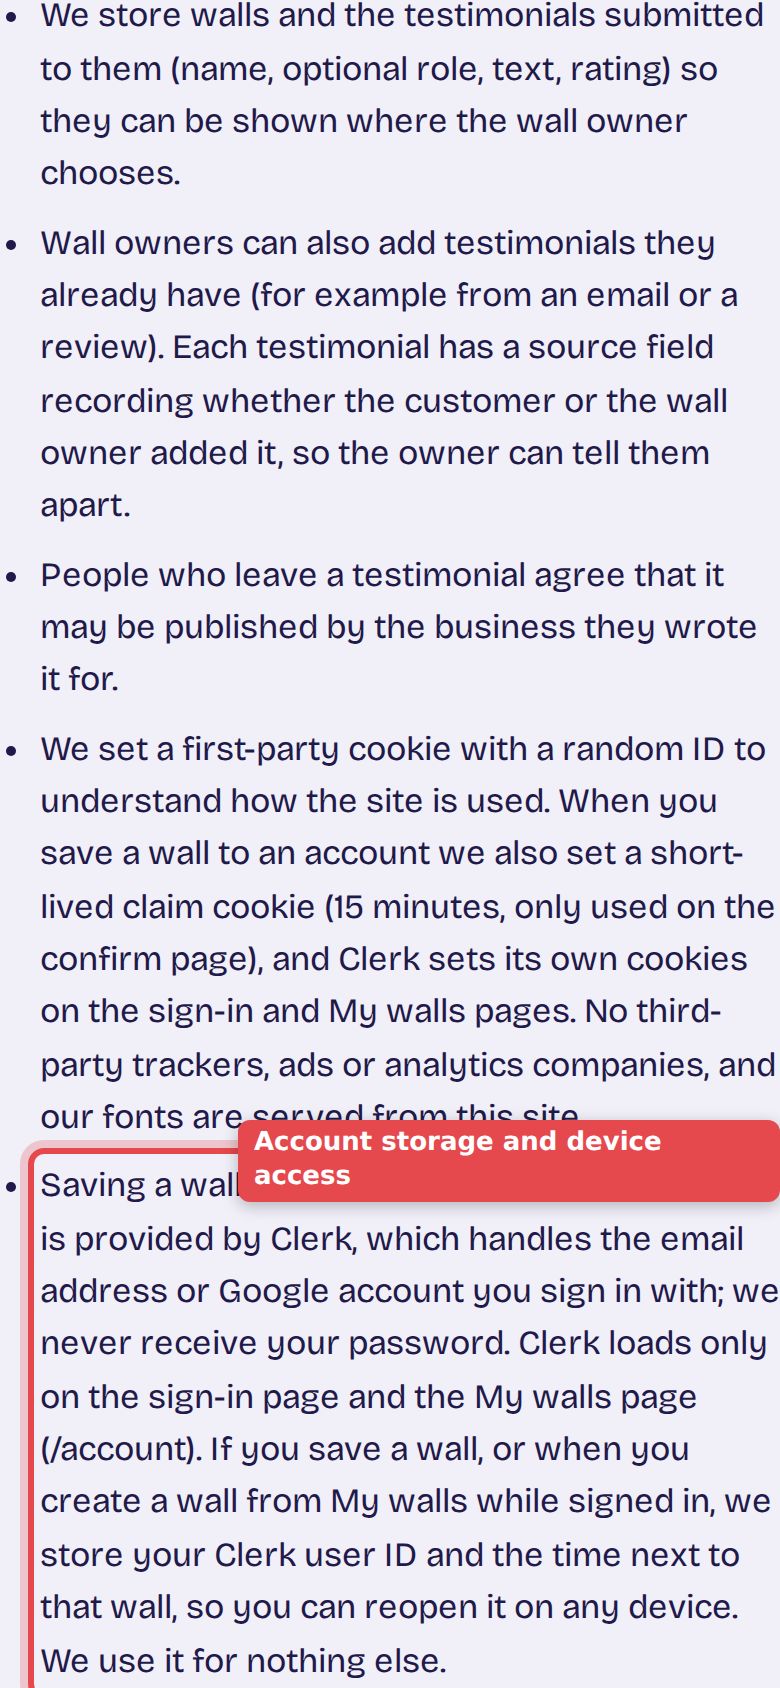 We store walls and the testimonials submitted
to them (name, optional role, text, rating) so
they can be shown where the wall owner
chooses.
Wall owners can also add testimonials they
already have (for example from an email or a
review). Each testimonial has a source field
recording whether the customer or the wall
owner added it, so the owner can tell them
apart.
People who leave a testimonial agree that it
may be published by the business they wrote
it for.
We set a first-party cookie with a random ID to
understand how the site is used. When you
save a wall to an account we also set a short-
lived claim cookie (15 minutes, only used on the
confirm page), and Clerk sets its own cookies
on the sign-in and My walls pages. No third-
party trackers, ads or analytics companies, and
our fonts are served from this site.
Account storage and device
access
Saving a wall
is provided by Clerk, which handles the email
address or Google account you sign in with; we
never receive your password. Clerk loads only
on the sign-in page and the My walls page
(/account). If you save a wall, or when you
create a wall from My walls while signed in, we
store your Clerk user ID and the time next to
that wall, so you can reopen it on any device.
We use it for nothing else.